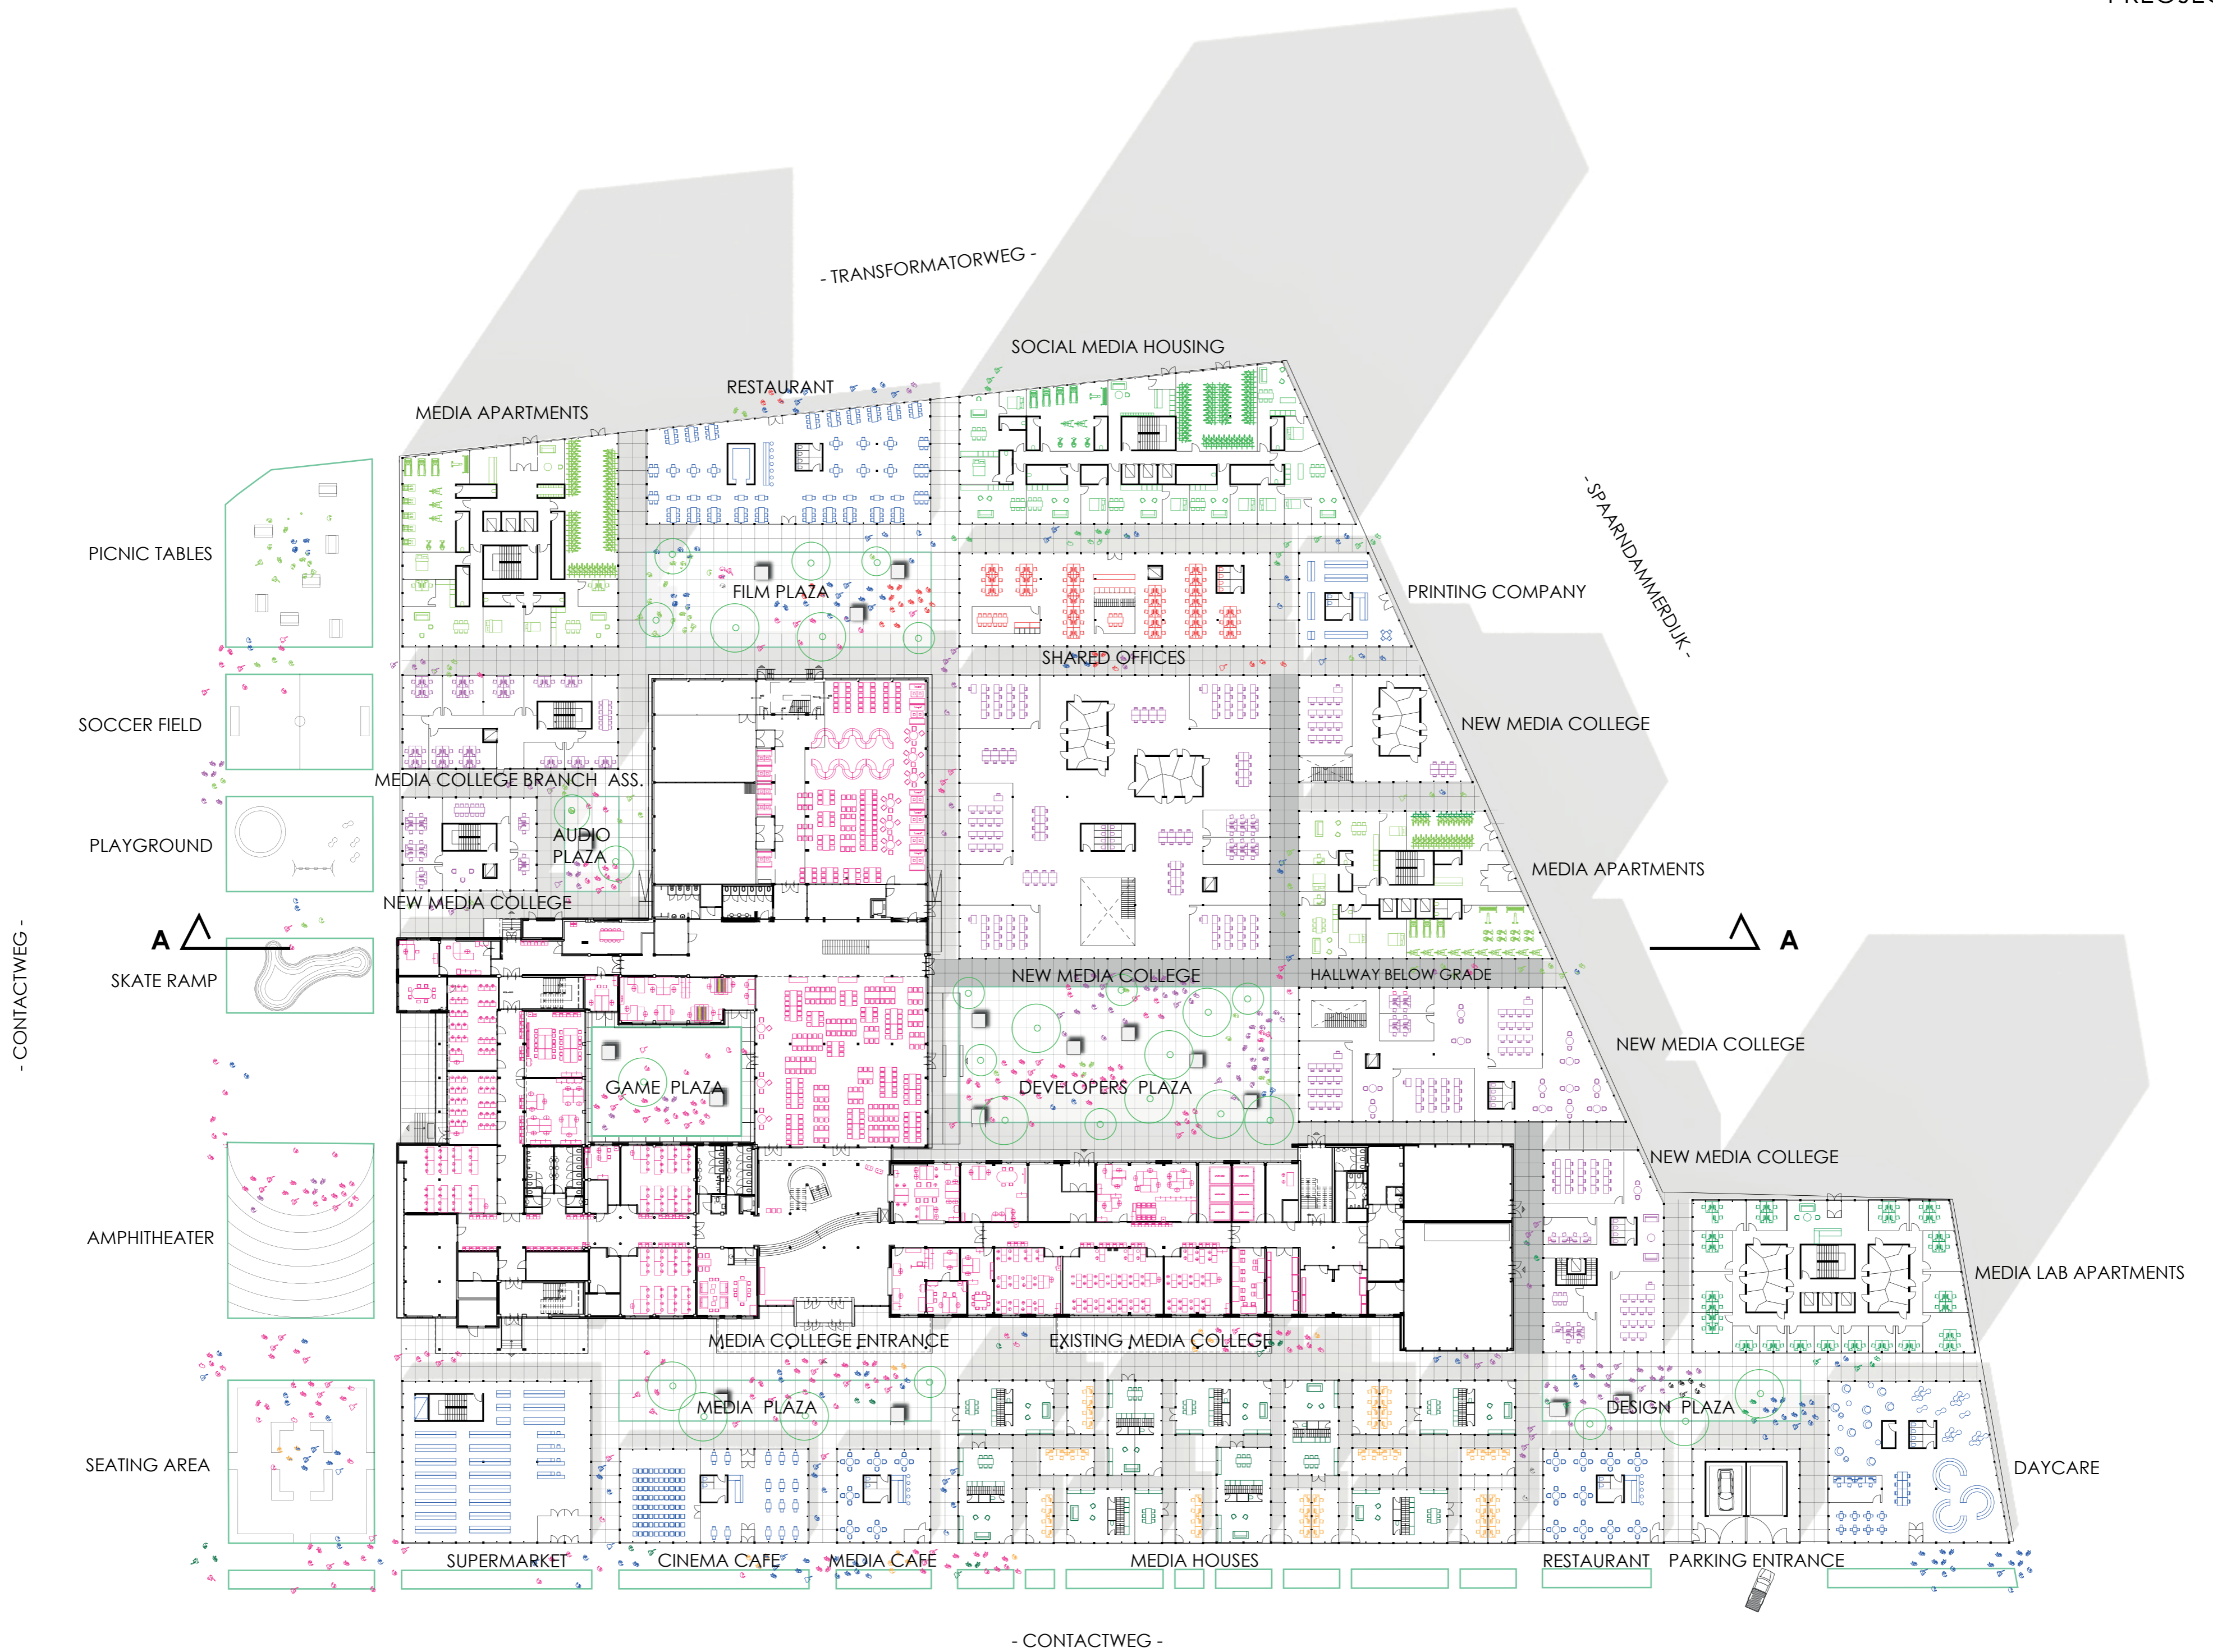 - TRANSFORMATORWEG -
SOCIAL MEDIA HOUSING
RESTAURANT
MEDIA APARTMENTS
- SPAARNDAMMERDIJK -
PICNIC TABLES
FILM PLAZA
PRINTING COMPANY
SHARED OFFICES
SOCCER FIELD
NEW MEDIA COLLEGE
MEDIA COLLEGE BRANCH ASS.
PLAYGROUND
AUDIO
PLAZA
MEDIA APARTMENTS
NEW MEDIA COLLEGE
A
A
- CONTACTWEG -
SKATE RAMP
NEW MEDIA COLLEGE
HALLWAY BELOW GRADE
NEW MEDIA COLLEGE
GAME PLAZA
DEVELOPERS PLAZA
NEW MEDIA COLLEGE
AMPHITHEATER
MEDIA LAB APARTMENTS
MEDIA COLLEGE ENTRANCE
EXISTING MEDIA COLLEGE
MEDIA PLAZA
DESIGN PLAZA
SEATING AREA
DAYCARE
SUPERMARKET
CINEMA CAFE
MEDIA CAFE
MEDIA HOUSES
RESTAURANT
PARKING ENTRANCE
- CONTACTWEG -